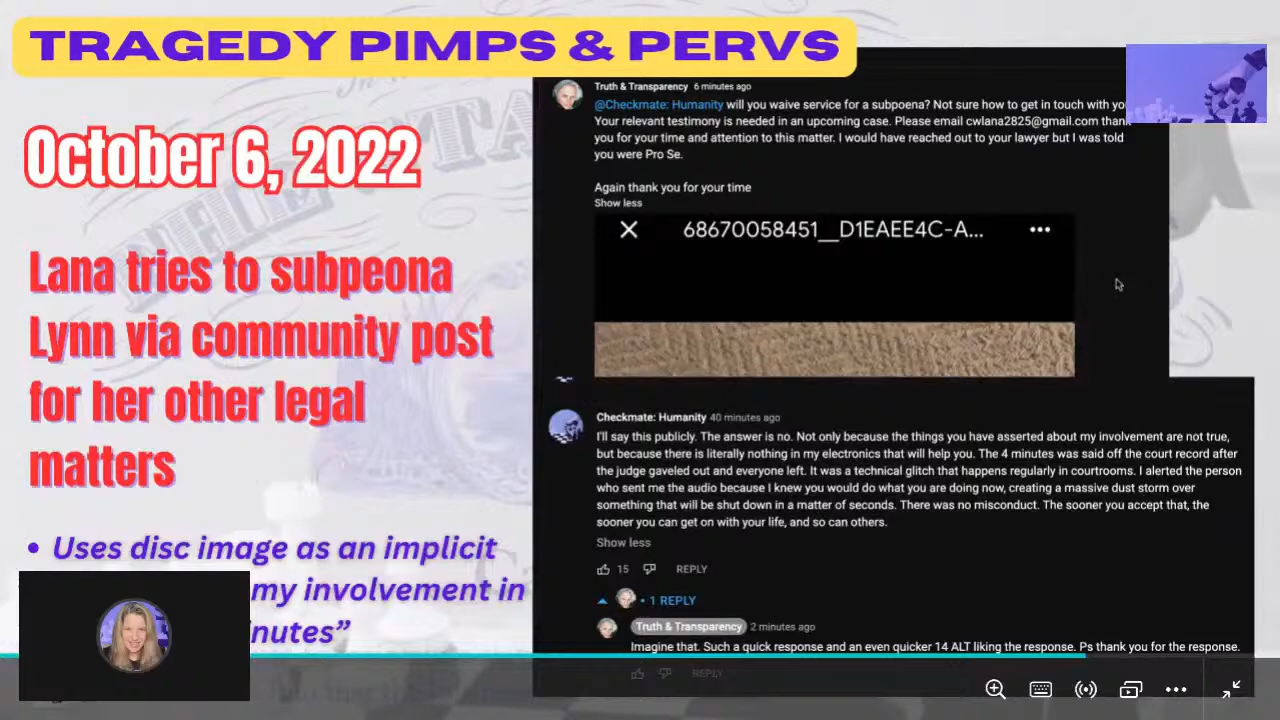 TRAGEDY PIMPS & PERVS
October 6, 2022
Lana tries to subpeona
Lynn via community post
for her other legal
matters
• Uses disc image as an implicit
my involvement in
nutes”
Truth & Transparency 6 minutes ago
@Checkmate: Humanity will you waive service for a subpoena? Not sure how to get in touch with
Your relevant testimony is needed in an upcoming case. Please email cwlana2825@gmail.com
you for your time and attention to this matter. I would have reached out to your lawyer but I was told
you were Pro Se.
Again thank you for your time
Show less
68670058451__D1EAEE4C-A...
Checkmate: Humanity 40 minutes ago
I'll say this publicly. The answer is no. Not only because the things you have asserted about my involvement are not true,
but because there is literally nothing in my electronics that will help you. The 4 minutes was said off the court record after
the judge gaveled out and everyone left. It was a technical glitch that happens regularly in courtrooms. I alerted the person
who sent me the audio because I knew you would do what you are doing now, creating a massive dust storm over
something that will be shut down in a matter of seconds. There was no misconduct. The sooner you accept that, the
sooner you can get on with your life, and so can others.
Show less
15 REPLY
• 1 REPLY
Truth & Transparency 2 minutes ago
Imagine that. Such a quick response and an even quicker 14 ALT liking the response. Ps thank you for the response.
REPLY